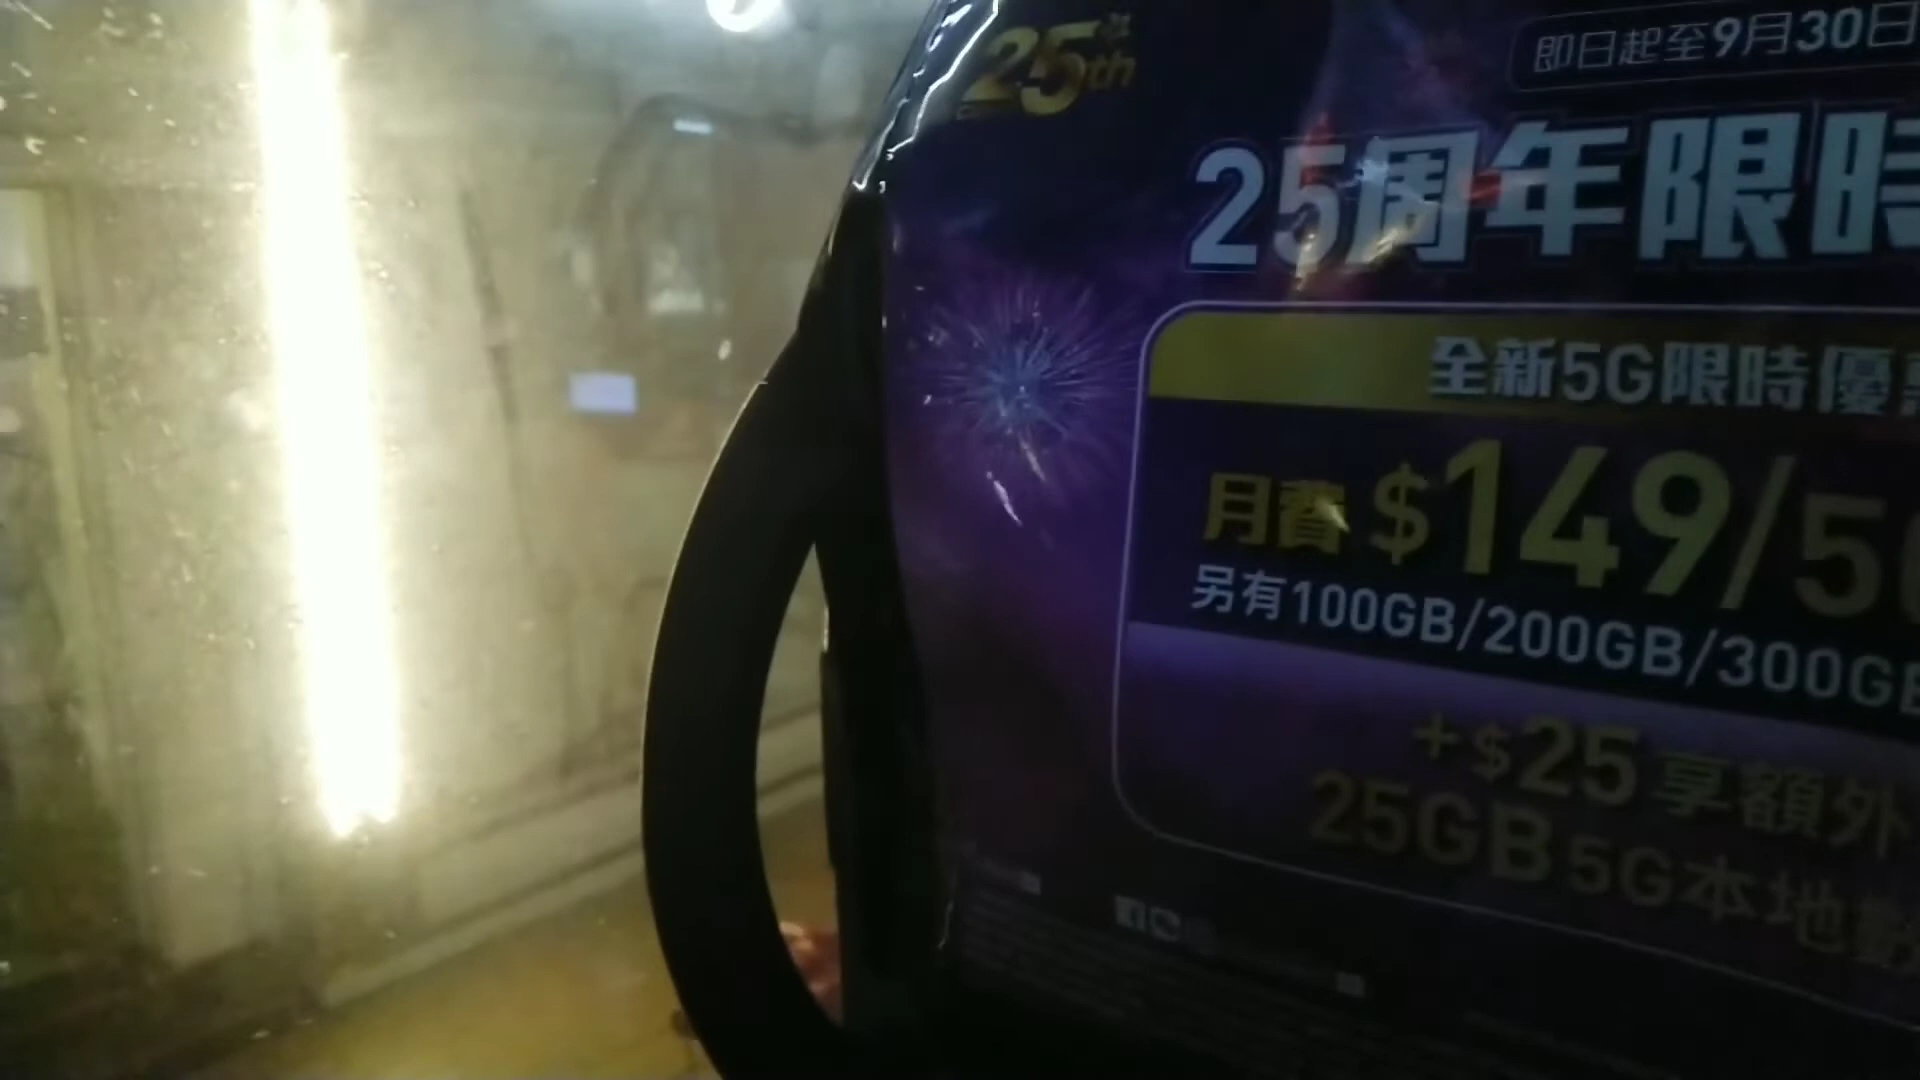 25th
即日起至9月30日
25周年限時
全新5G限時優
月費 $149/5
另有100GB/200GB/300G
+$25 享額外
25GB 5G本地數